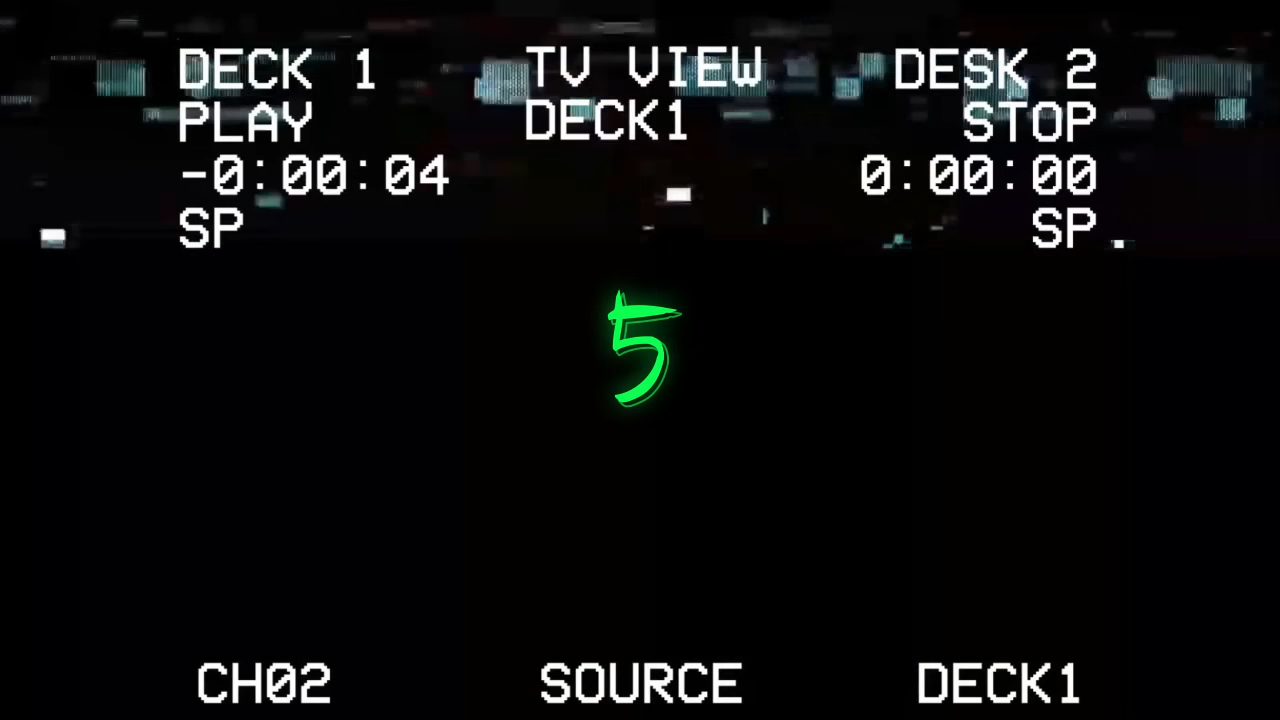 DECK 1
PLAY
-0:00:04
SP
TV VIEW
DECK1
DESK 2
STOP
0:00:00
SP
5
CH02
SOURCE
DECK1